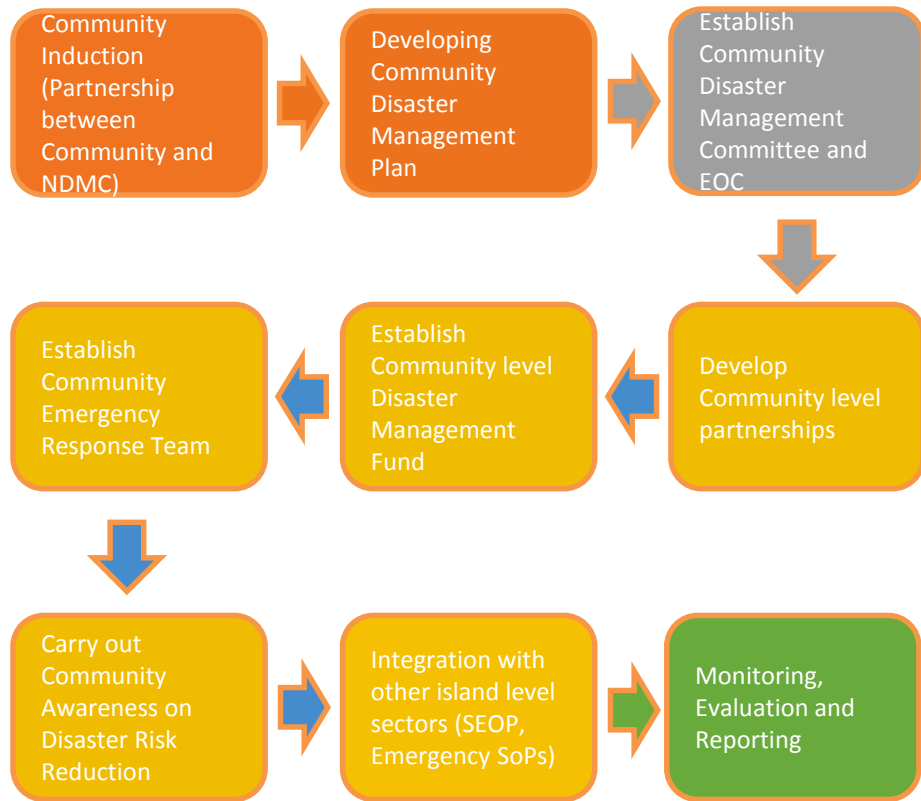 Community
Induction
(Partnership
between
Community and
NDMC)
Developing
Community
Disaster
Management
Plan
Establish
Community
Disaster
Management
Committee and
EOC
Develop
Community level
partnerships
Establish
Community level
Disaster
Management
Fund
Establish
Community
Emergency
Response Team
Carry out
Community
Awareness on
Disaster Risk
Reduction
Integration with
other island level
sectors (SEOP,
Emergency SoPs)
Monitoring,
Evaluation and
Reporting